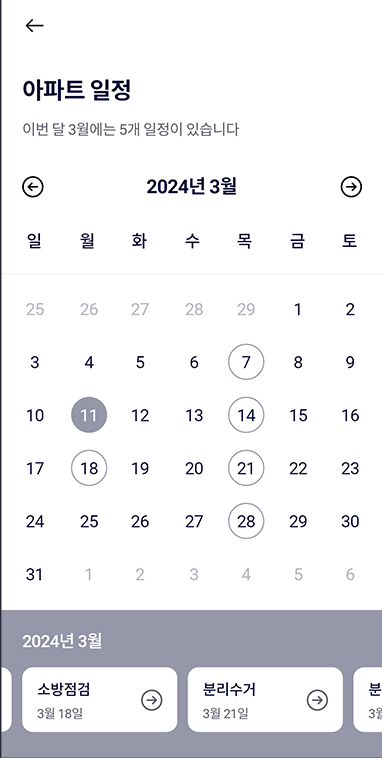 아파트 일정
이번 달 3월에는 5개 일정이 있습니다
2024년 3월
일 월 화 수 목 금 토
25 26 27 28 29 1 2
3 4 5 6 7 8 9
10 11 12 13 14 15 16
17 18 19 20 21 22 23
24 25 26 27 28 29 30
31 1 2 3 4 5 6
2024년 3월
소방점검 분리수거
3월 18일 3월 21일